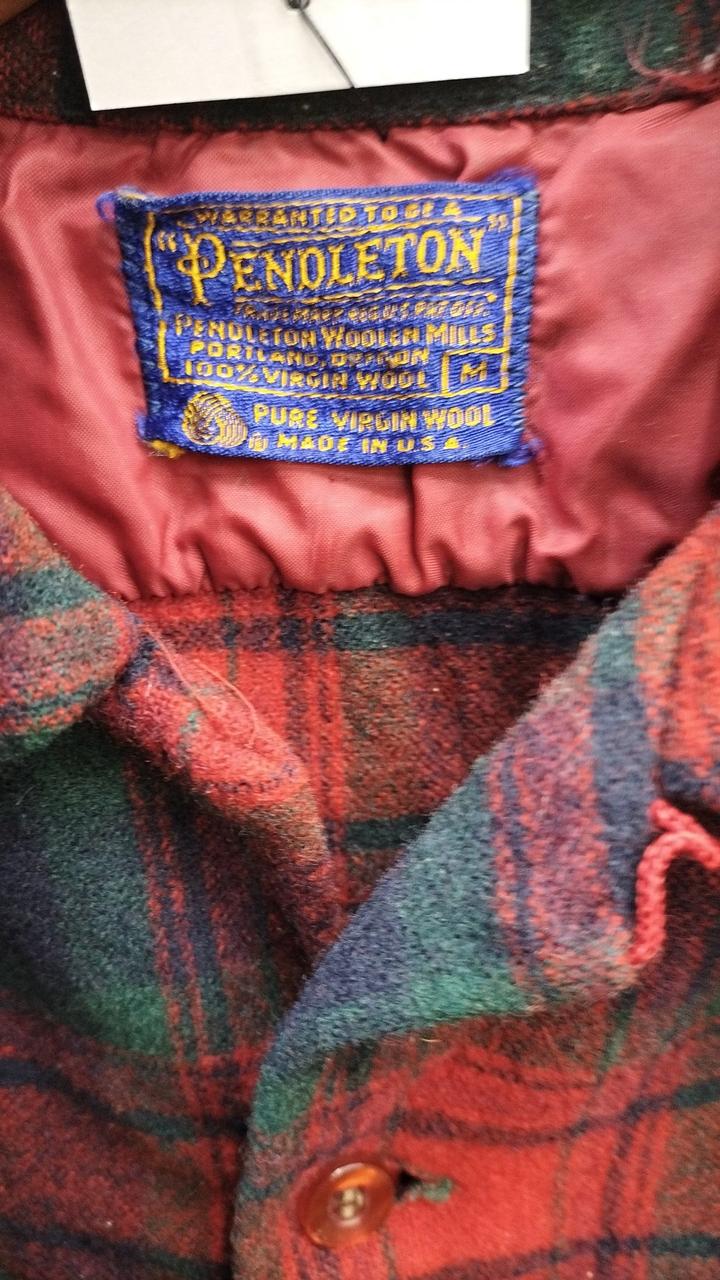 WARRANTED TO BE A
"PENDLETON"
TRADE MARK REG. U.S. PAT. OFF.
PENDLETON WOOLEN MILLS
PORTLAND, OREGON
100% VIRGIN WOOL M
PURE VIRGIN WOOL
® MADE IN U.S.A.